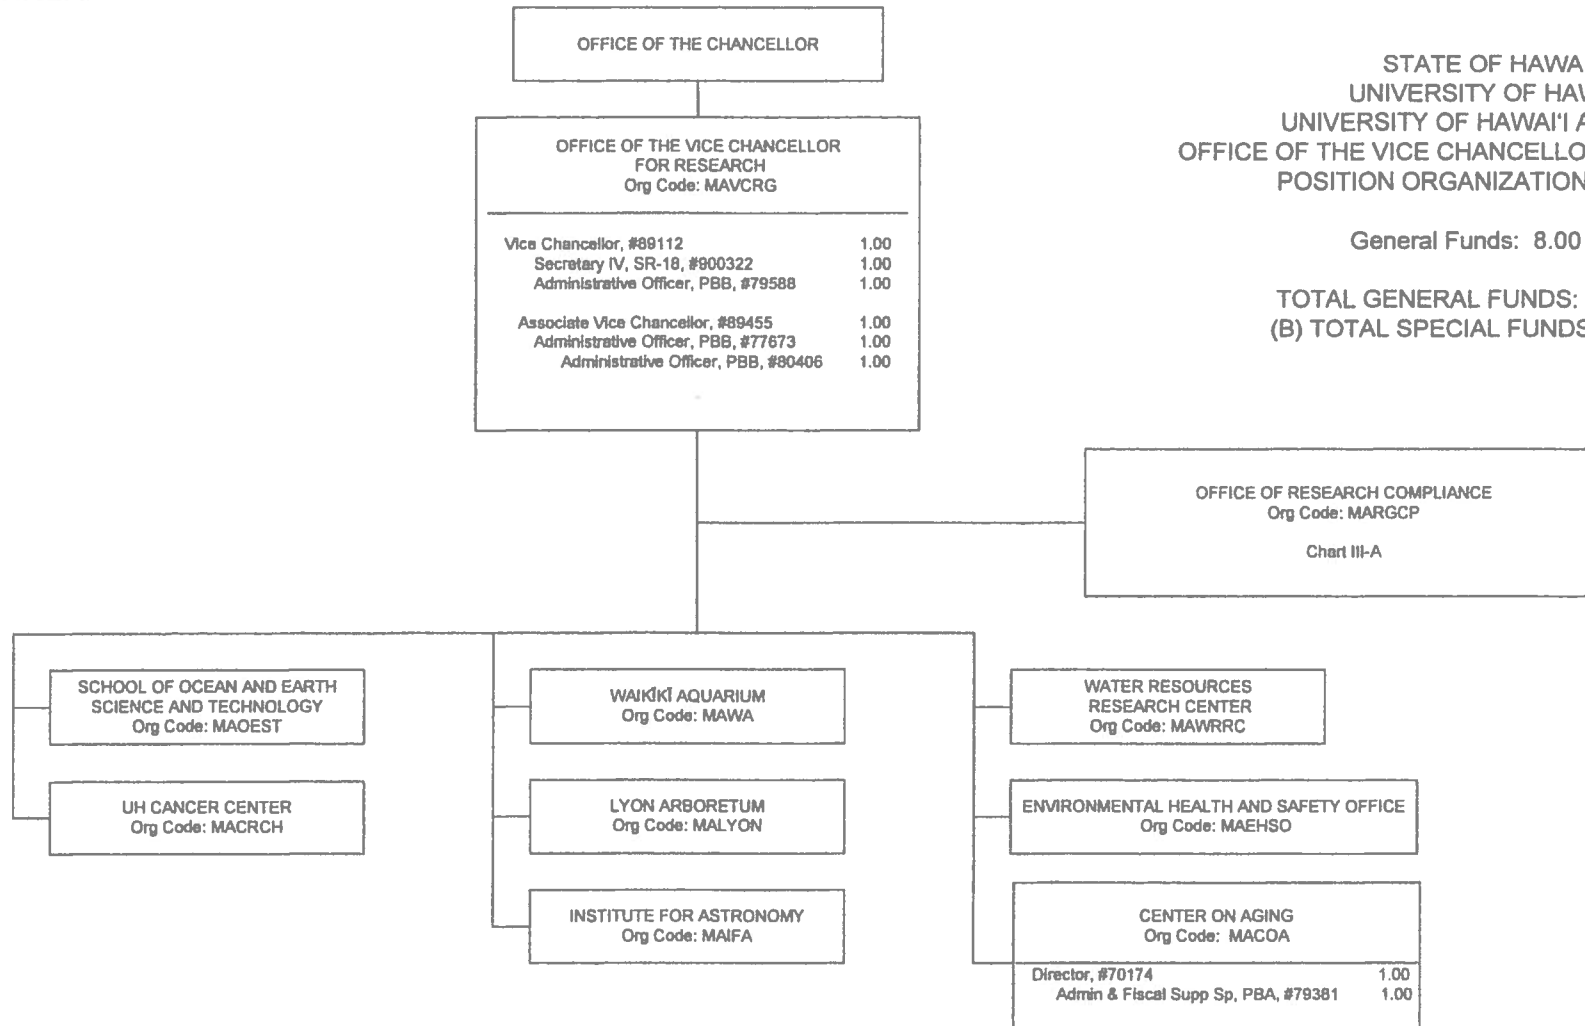 OFFICE OF THE CHANCELLOR
STATE OF HAWA
UNIVERSITY OF HAW
UNIVERSITY OF HAWAI'I A
OFFICE OF THE VICE CHANCELLO
POSITION ORGANIZATION
General Funds: 8.00
TOTAL GENERAL FUNDS:
(B) TOTAL SPECIAL FUNDS
OFFICE OF THE VICE CHANCELLOR
FOR RESEARCH
Org Code: MAVCRG
Vice Chancellor, #89112 1.00
Secretary IV, SR-18, #900322 1.00
Administrative Officer, PBB, #79588 1.00
Associate Vice Chancellor, #89455 1.00
Administrative Officer, PBB, #77673 1.00
Administrative Officer, PBB, #80406 1.00
OFFICE OF RESEARCH COMPLIANCE
Org Code: MARGCP
Chart III-A
SCHOOL OF OCEAN AND EARTH
SCIENCE AND TECHNOLOGY
Org Code: MAOEST
UH CANCER CENTER
Org Code: MACRCH
WAIKĪKĪ AQUARIUM
Org Code: MAWA
LYON ARBORETUM
Org Code: MALYON
INSTITUTE FOR ASTRONOMY
Org Code: MAIFA
WATER RESOURCES
RESEARCH CENTER
Org Code: MAWRRC
ENVIRONMENTAL HEALTH AND SAFETY OFFICE
Org Code: MAEHSO
CENTER ON AGING
Org Code: MACOA
Director, #70174 1.00
Admin & Fiscal Supp Sp, PBA, #79381 1.00